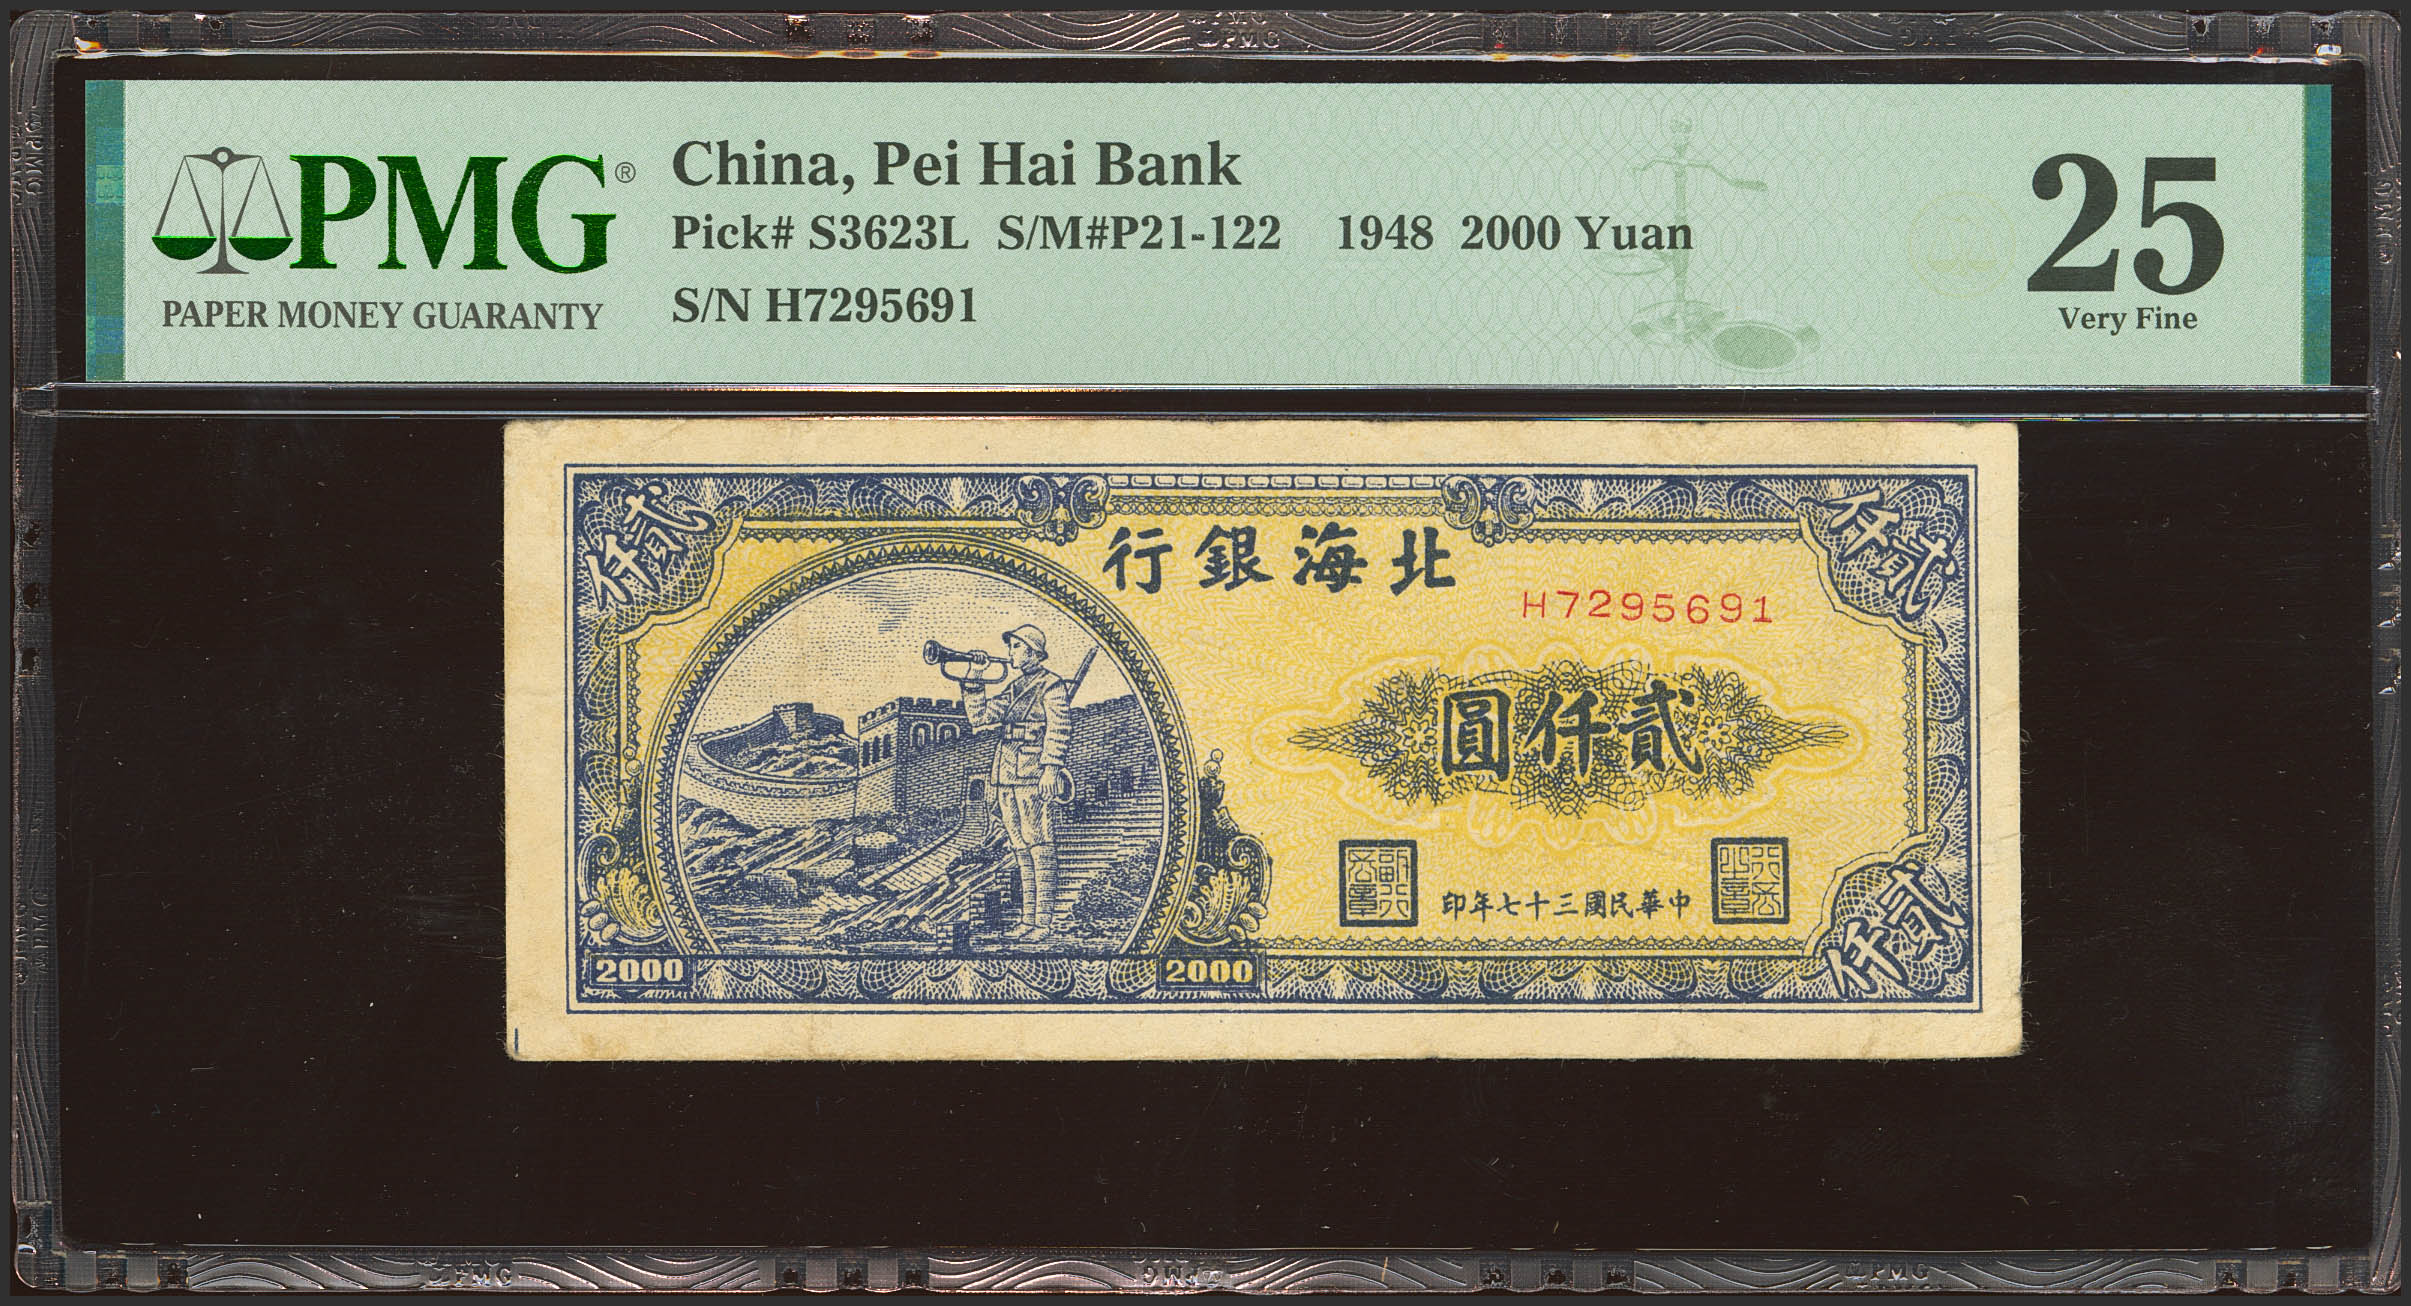 PMG®
PAPER MONEY GUARANTY
China, Pei Hai Bank
Pick# S3623L S/M#P21-122 1948 2000 Yuan
S/N H7295691
25
Very Fine
貳仟
仟貳
行銀海北
H7295691
圓仟貳
印年七十三國民華中
2000
2000
仟貳